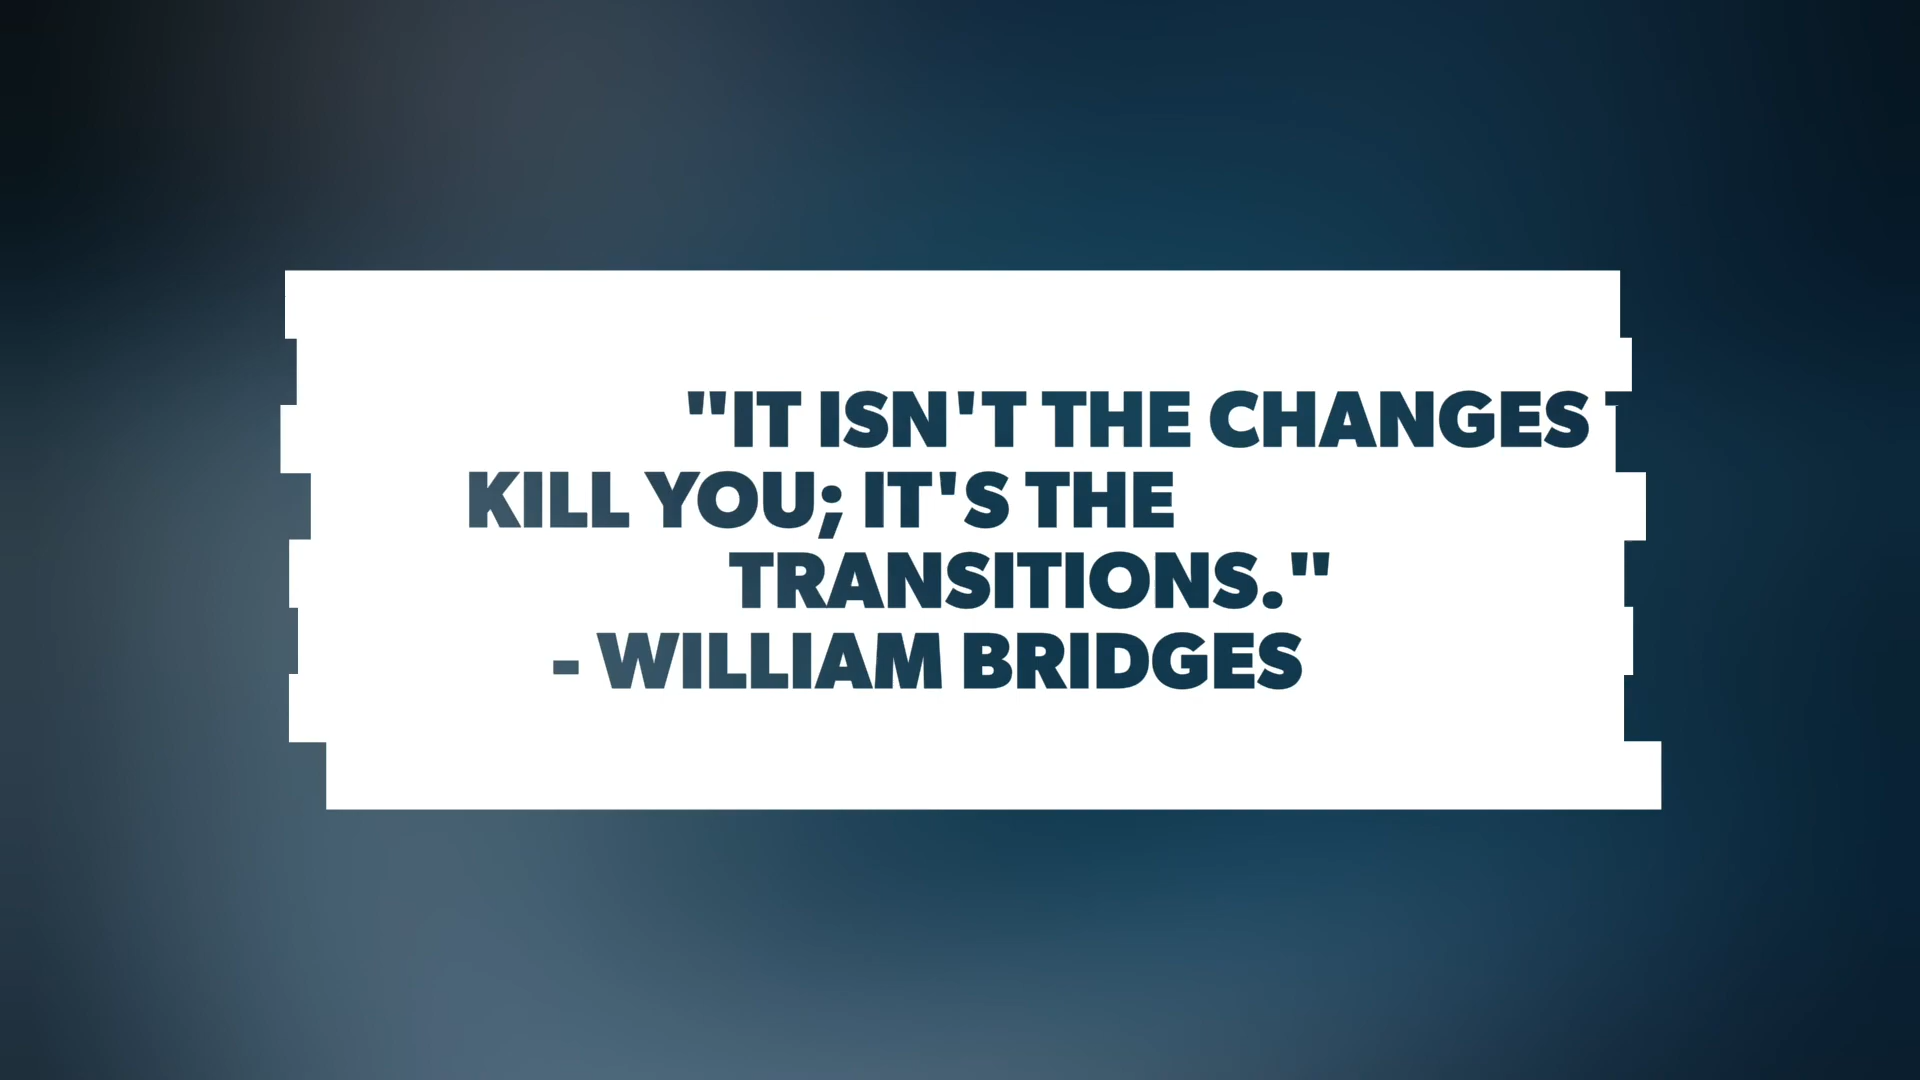 "IT ISN'T THE CHANGES
KILL YOU; IT'S THE
TRANSITIONS."
- WILLIAM BRIDGES